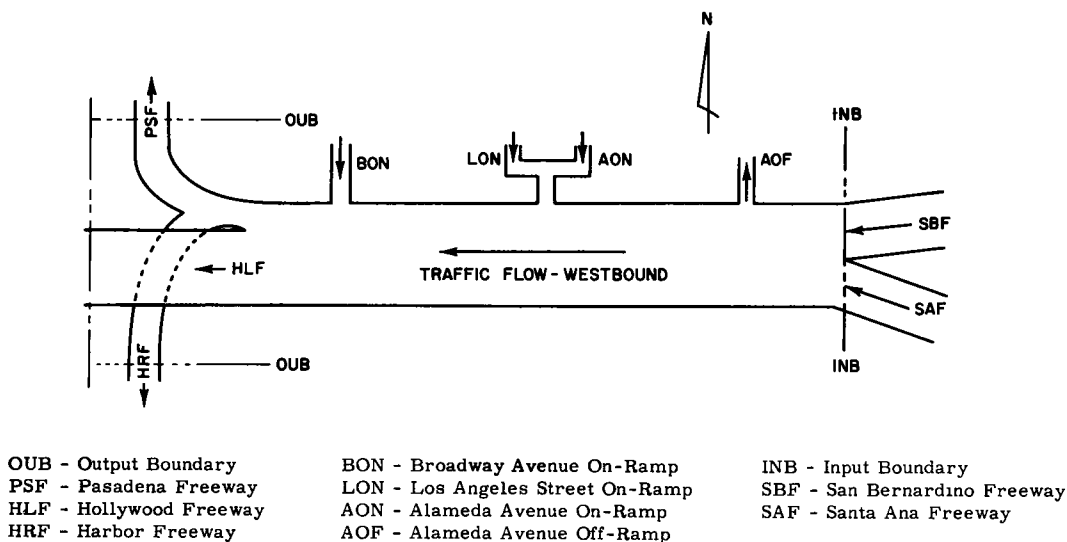 N
PSF
OUB
BON
LON
AON
AOF
INB
SBF
HLF
TRAFFIC FLOW - WESTBOUND
SAF
HRF
OUB
INB
OUB - Output Boundary
PSF - Pasadena Freeway
HLF - Hollywood Freeway
HRF - Harbor Freeway
BON - Broadway Avenue On-Ramp
LON - Los Angeles Street On-Ramp
AON - Alameda Avenue On-Ramp
AOF - Alameda Avenue Off-Ramp
INB - Input Boundary
SBF - San Bernardino Freeway
SAF - Santa Ana Freeway